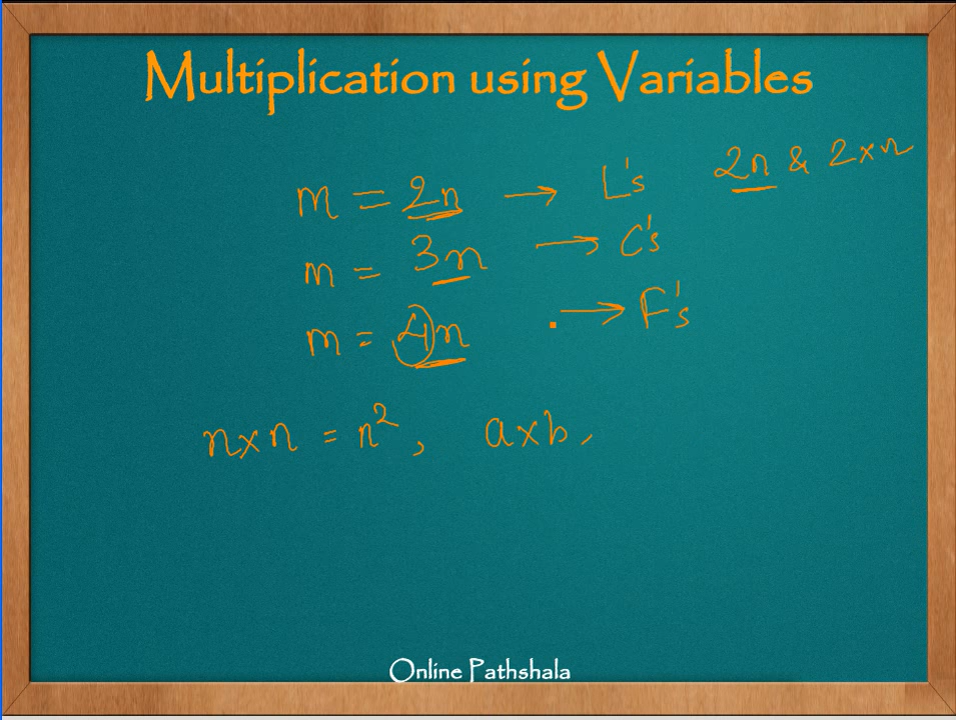 Multiplication using Variables
m = 2n → L's 2n & 2×n
m = 3n → C's
m = 4n → F's
n×n = n², a×b,
Online Pathshala